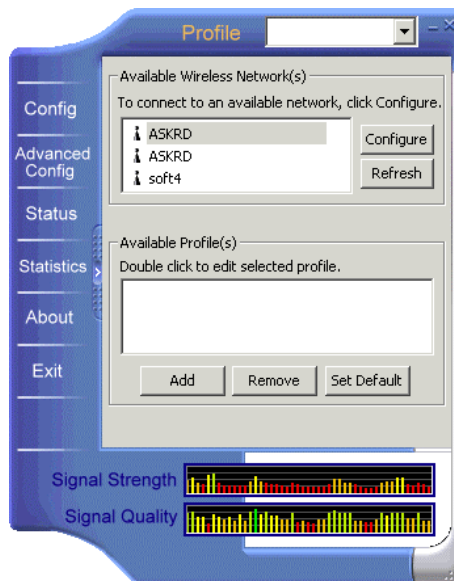 Profile
Config
Advanced
Config
Status
Statistics
About
Exit
Available Wireless Network(s)
To connect to an available network, click Configure.
ASKRD
ASKRD
soft4
Configure
Refresh
Available Profile(s)
Double click to edit selected profile.
Add
Remove
Set Default
Signal Strength
Signal Quality